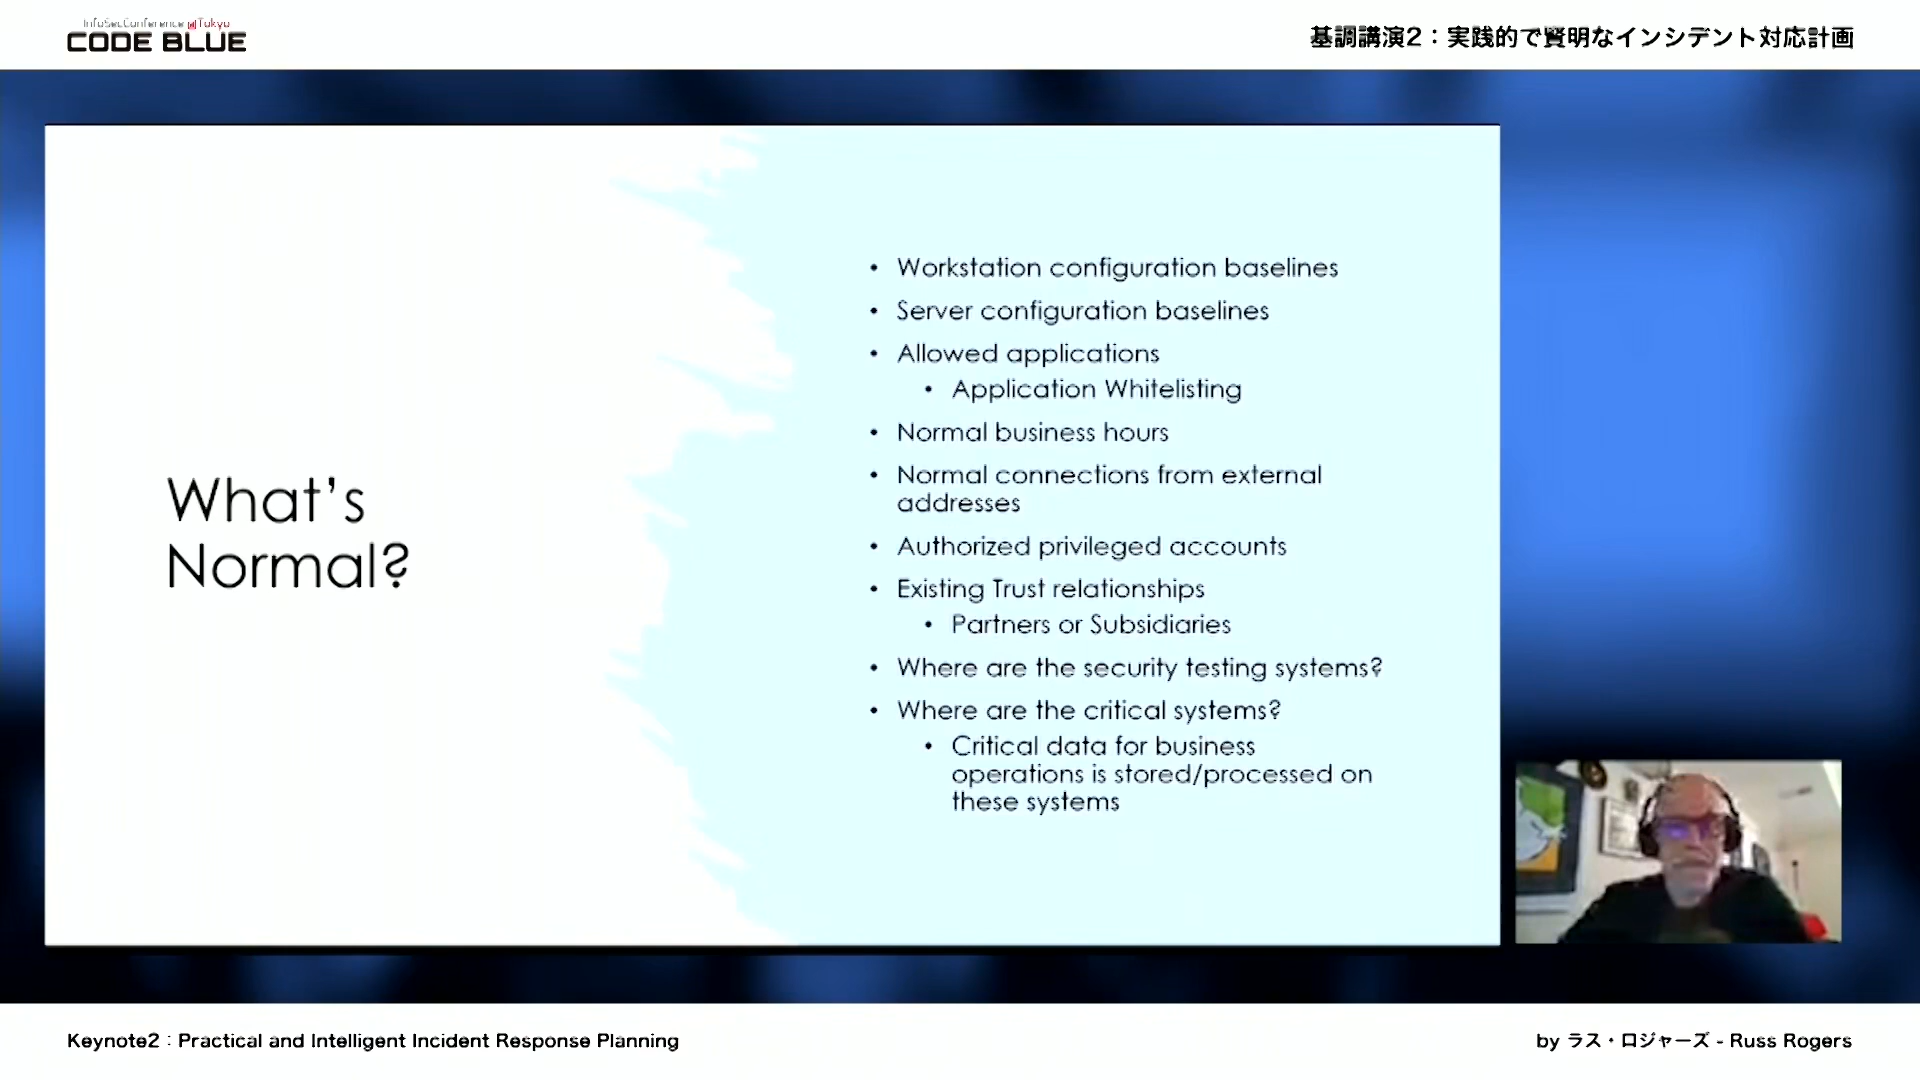 InfoSecConference@Tokyo
CODE BLUE
基調講演2：実践的で賢明なインシデント対応計画
What's
Normal?
• Workstation configuration baselines
• Server configuration baselines
• Allowed applications
• Application Whitelisting
• Normal business hours
• Normal connections from external
addresses
• Authorized privileged accounts
• Existing Trust relationships
• Partners or Subsidiaries
• Where are the security testing systems?
• Where are the critical systems?
• Critical data for business
operations is stored/processed on
these systems
Keynote2：Practical and Intelligent Incident Response Planning
by ラス・ロジャーズ - Russ Rogers